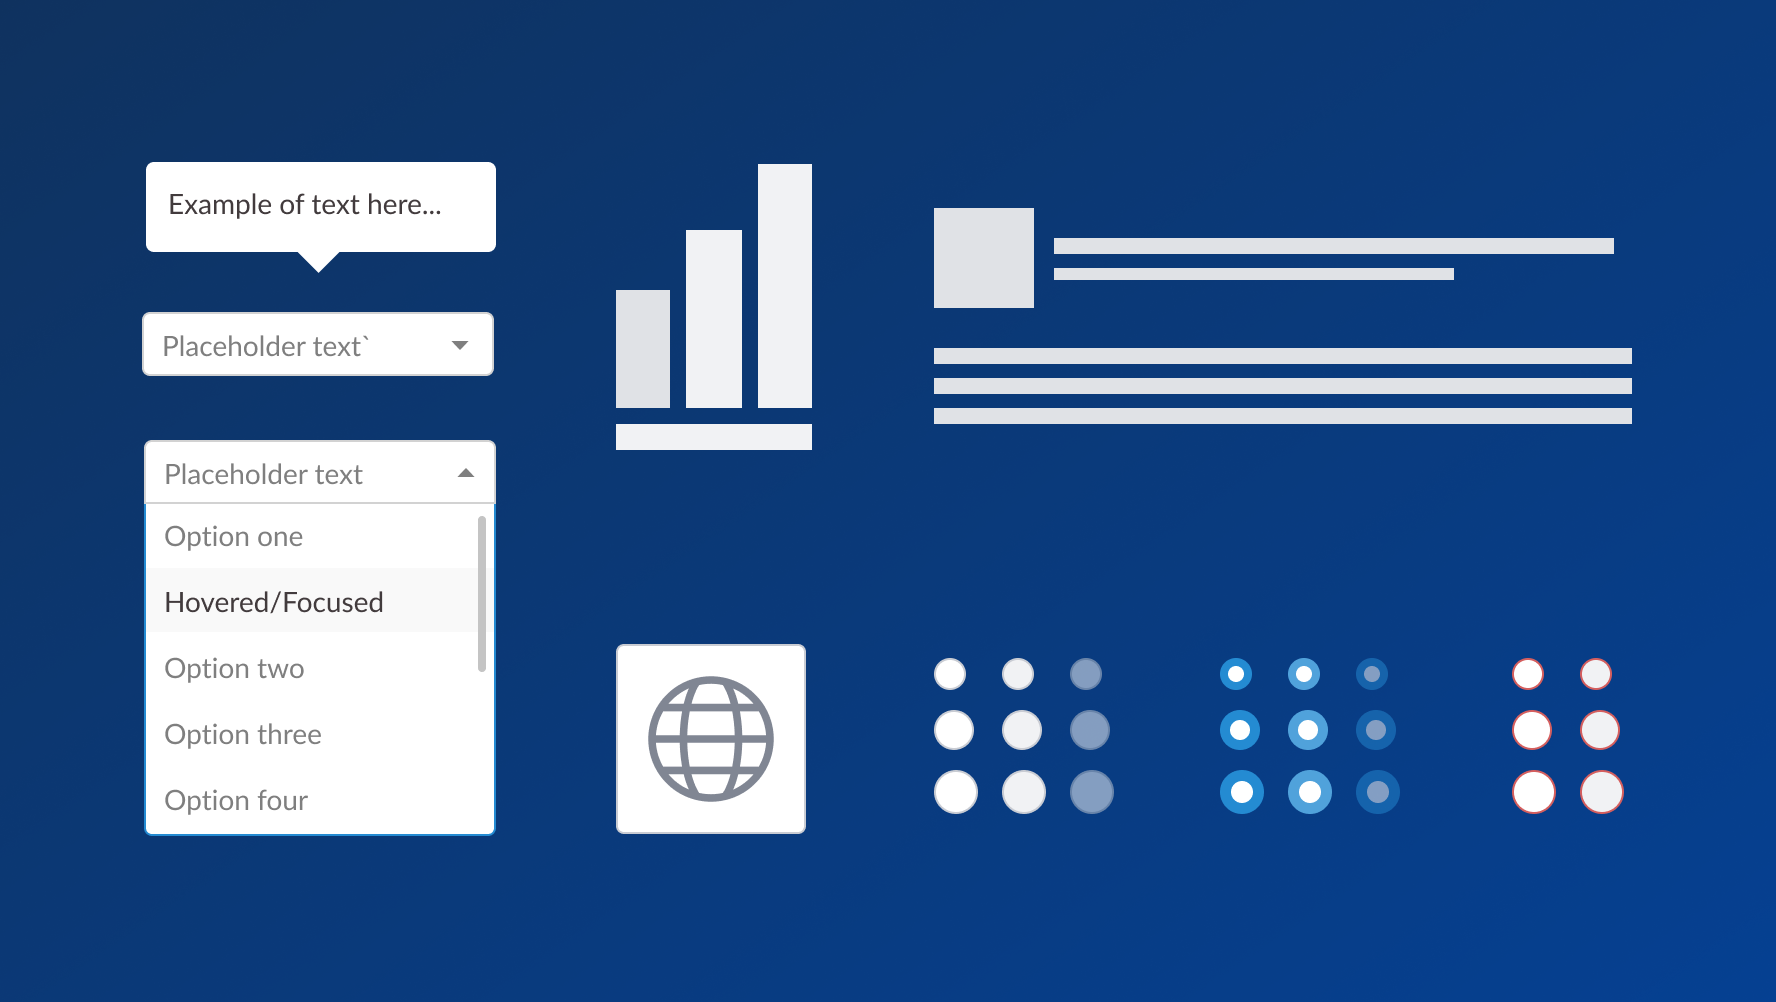 Example of text here...
Placeholder text`
Placeholder text
Option one
Hovered/Focused
Option two
Option three
Option four